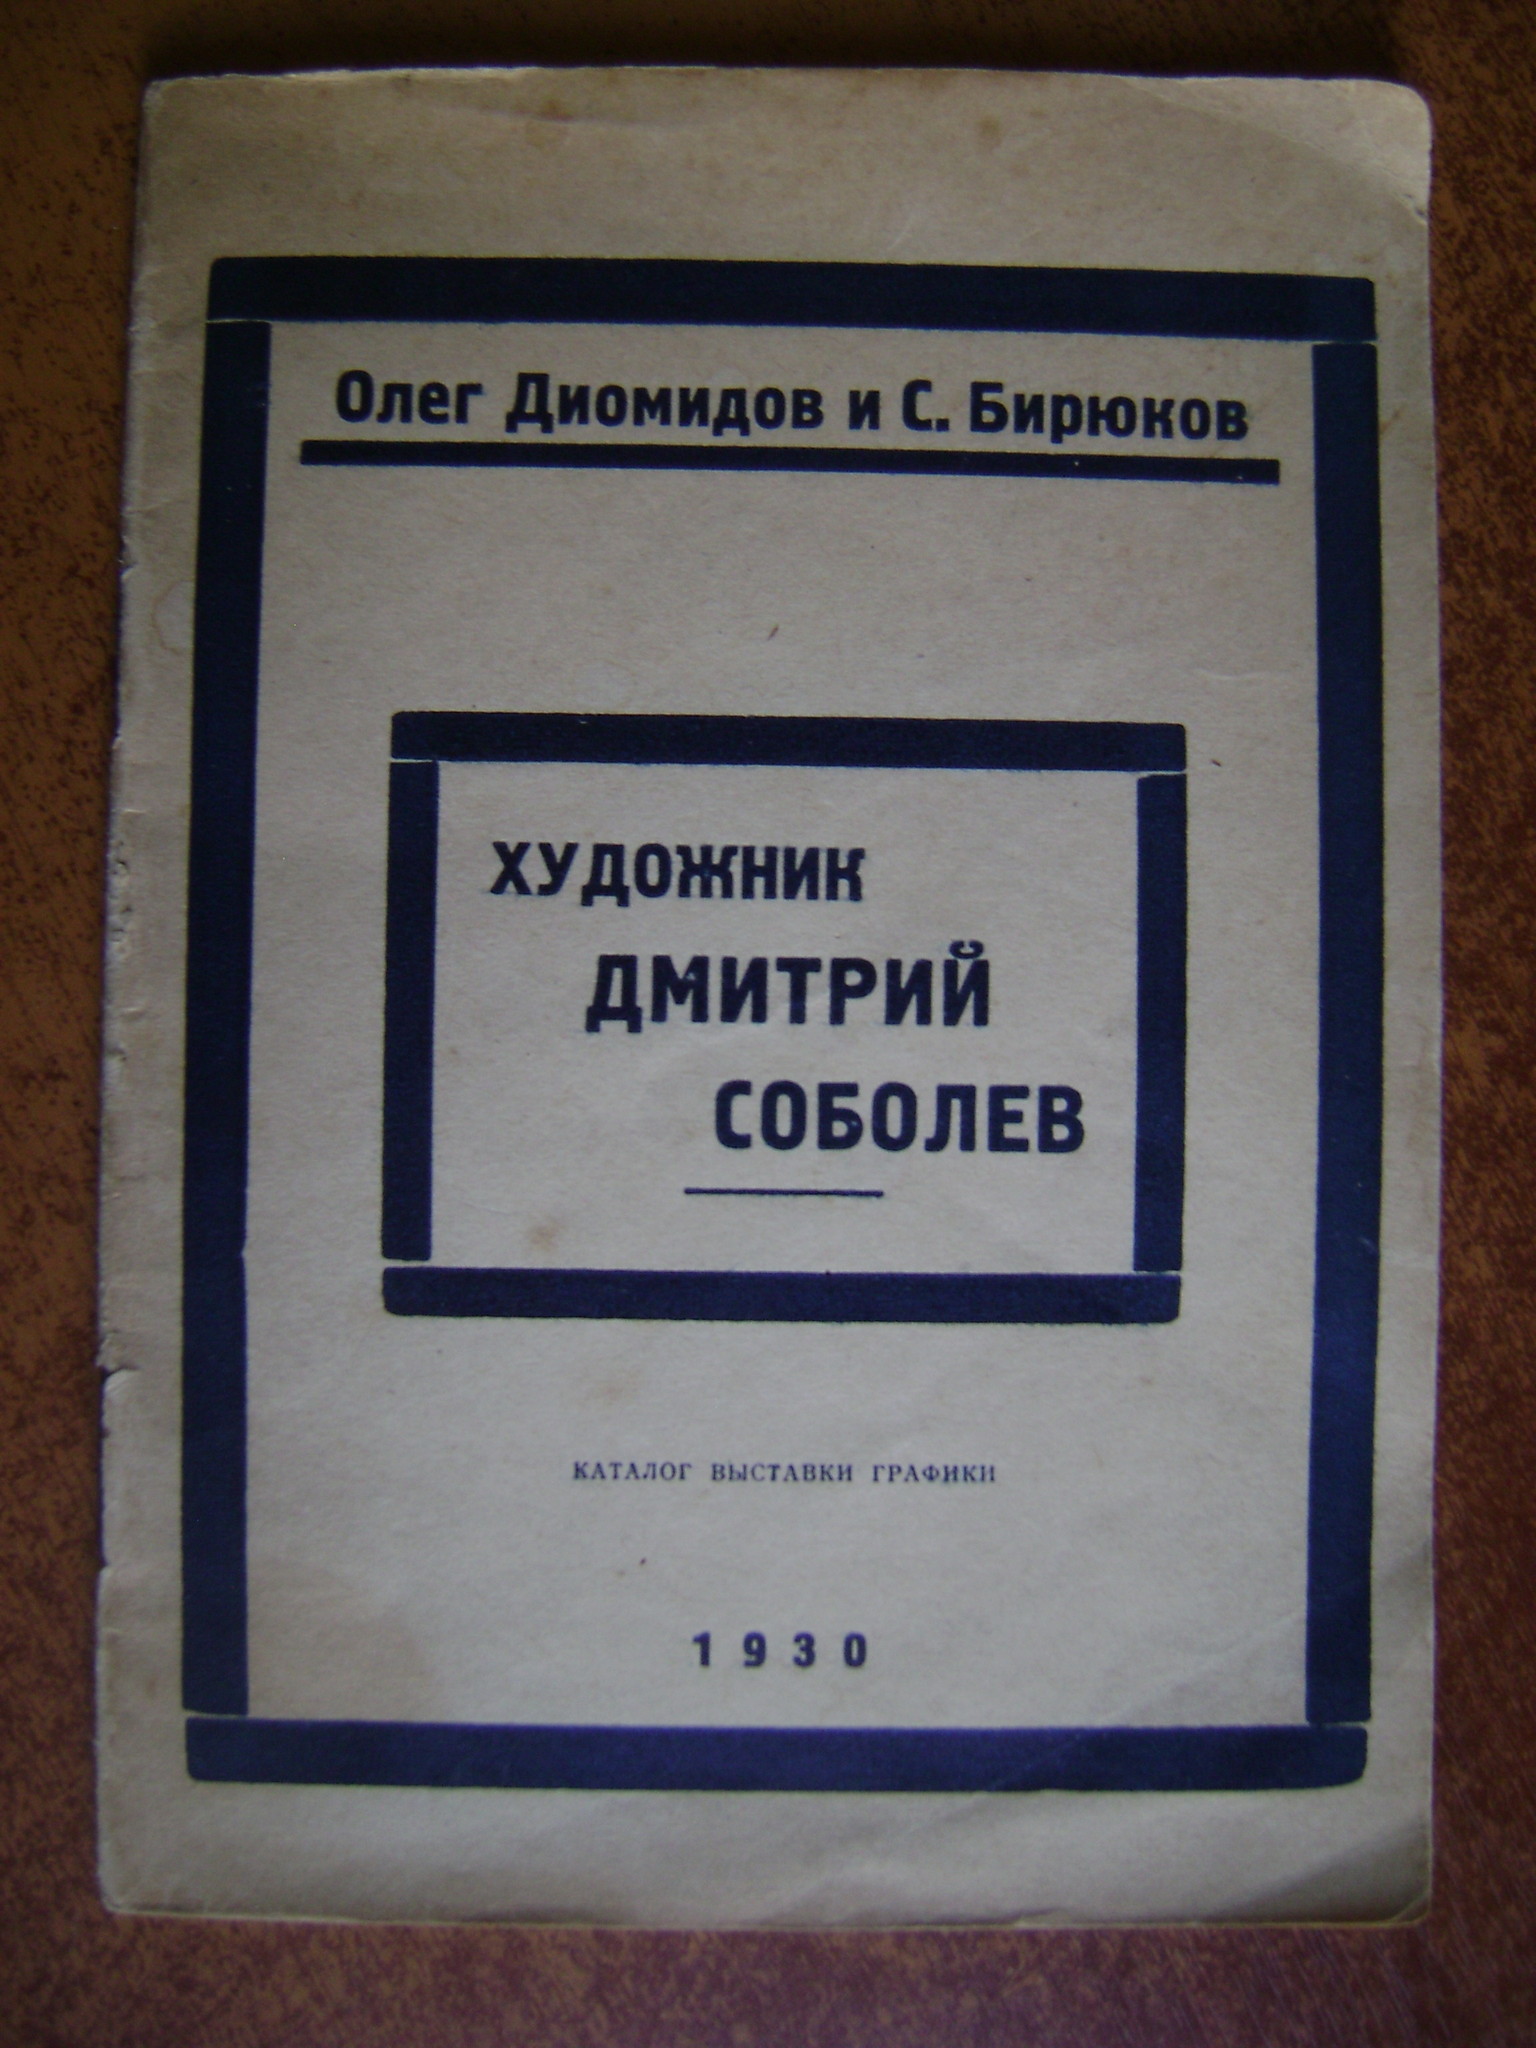 Олег Диомидов и С. Бирюков
ХУДОЖНИК
ДМИТРИЙ
СОБОЛЕВ
КАТАЛОГ ВЫСТАВКИ ГРАФИКИ
1930